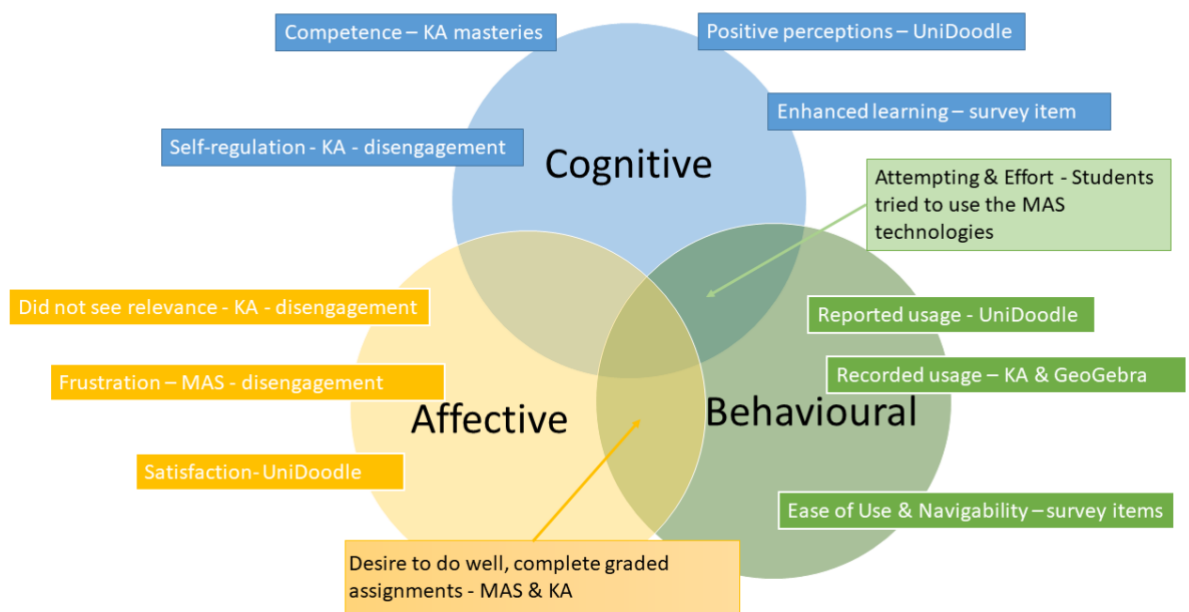 Competence – KA masteries
Positive perceptions – UniDoodle
Enhanced learning – survey item
Self-regulation - KA - disengagement
Cognitive
Attempting & Effort - Students
tried to use the MAS
technologies
Did not see relevance - KA - disengagement
Reported usage - UniDoodle
Frustration – MAS - disengagement
Recorded usage – KA & GeoGebra
Affective
Behavioural
Satisfaction- UniDoodle
Ease of Use & Navigability – survey items
Desire to do well, complete graded
assignments - MAS & KA